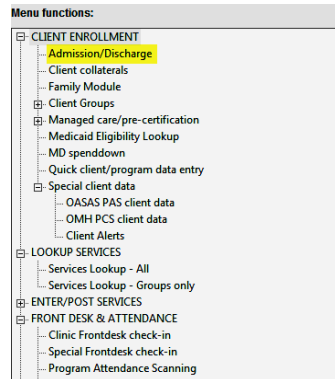 Menu functions:
CLIENT ENROLLMENT
Admission/Discharge
Client collaterals
Family Module
Client Groups
Managed care/pre-certification
Medicaid Eligibility Lookup
MD spenddown
Quick client/program data entry
Special client data
OASAS PAS client data
OMH PCS client data
Client Alerts
LOOKUP SERVICES
Services Lookup - All
Services Lookup - Groups only
ENTER/POST SERVICES
FRONT DESK & ATTENDANCE
Clinic Frontdesk check-in
Special Frontdesk check-in
Program Attendance Scanning